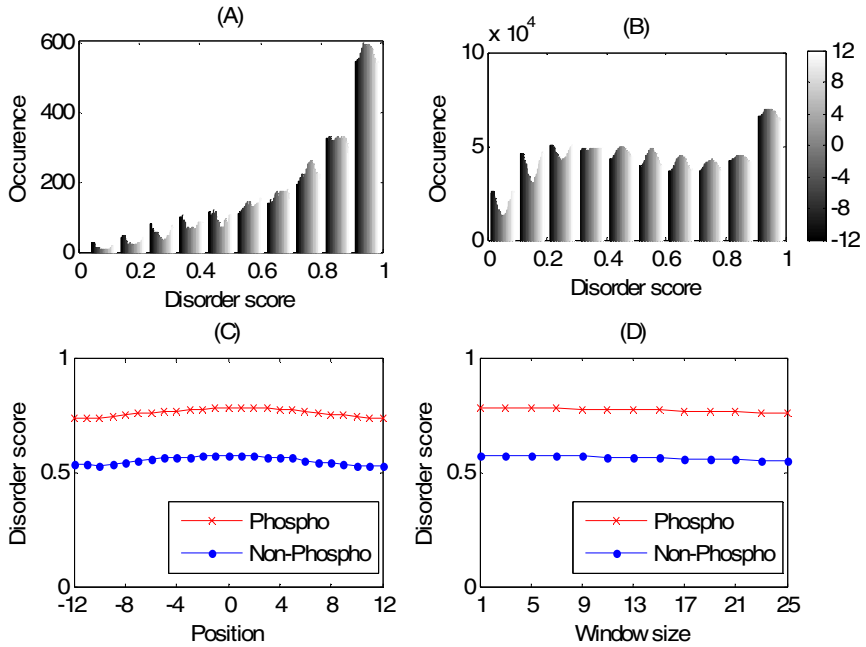 (A)
600
400
200
0
Occurence
0 0.2 0.4 0.6 0.8 1
Disorder score
(B)
x 10^4
10
5
0
Occurence
0 0.2 0.4 0.6 0.8 1
Disorder score
12
8
4
0
-4
-8
-12
(C)
1
0.5
0
Disorder score
Phospho
Non-Phospho
-12 -8 -4 0 4 8 12
Position
(D)
1
0.5
0
Disorder score
Phospho
Non-Phospho
1 5 9 13 17 21 25
Window size